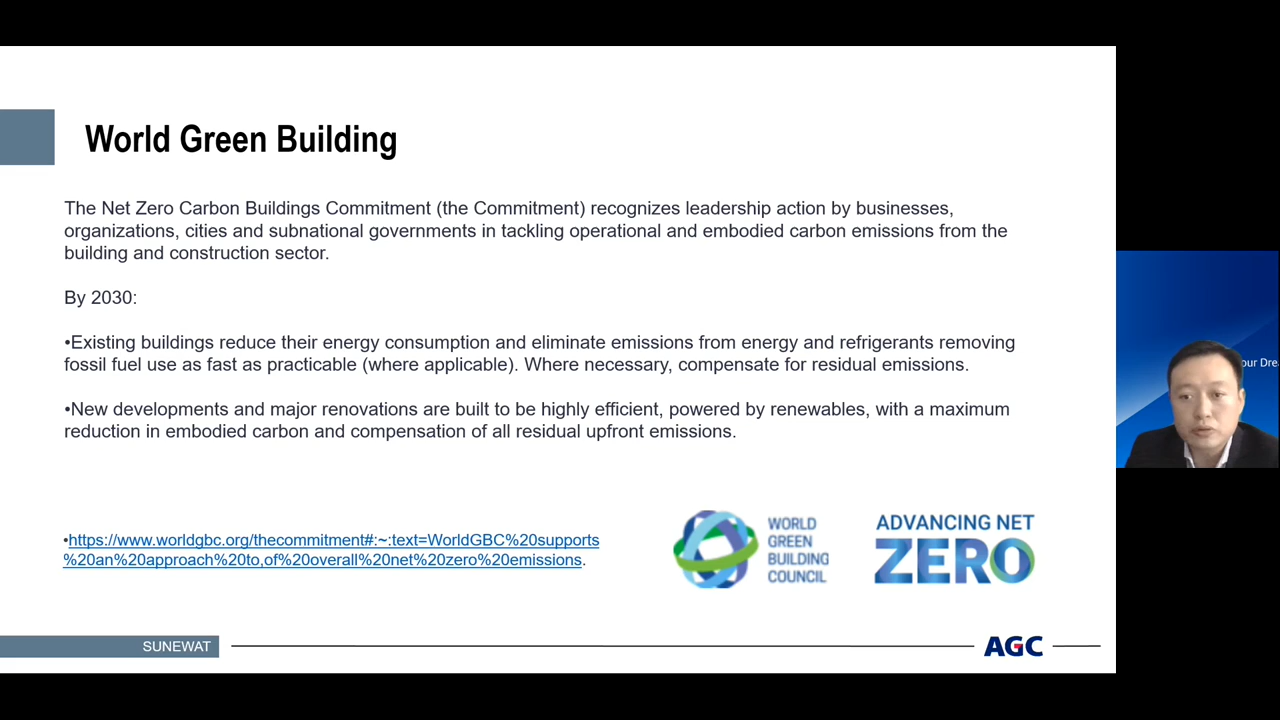 World Green Building
The Net Zero Carbon Buildings Commitment (the Commitment) recognizes leadership action by businesses,
organizations, cities and subnational governments in tackling operational and embodied carbon emissions from the
building and construction sector.
By 2030:
•Existing buildings reduce their energy consumption and eliminate emissions from energy and refrigerants removing
fossil fuel use as fast as practicable (where applicable). Where necessary, compensate for residual emissions.
•New developments and major renovations are built to be highly efficient, powered by renewables, with a maximum
reduction in embodied carbon and compensation of all residual upfront emissions.
•https://www.worldgbc.org/thecommitment#:~:text=WorldGBC%20supports
%20an%20approach%20to,of%20overall%20net%20zero%20emissions.
WORLD
GREEN
BUILDING
COUNCIL
ADVANCING NET
ZERO
SUNEWAT
AGC
our Dre